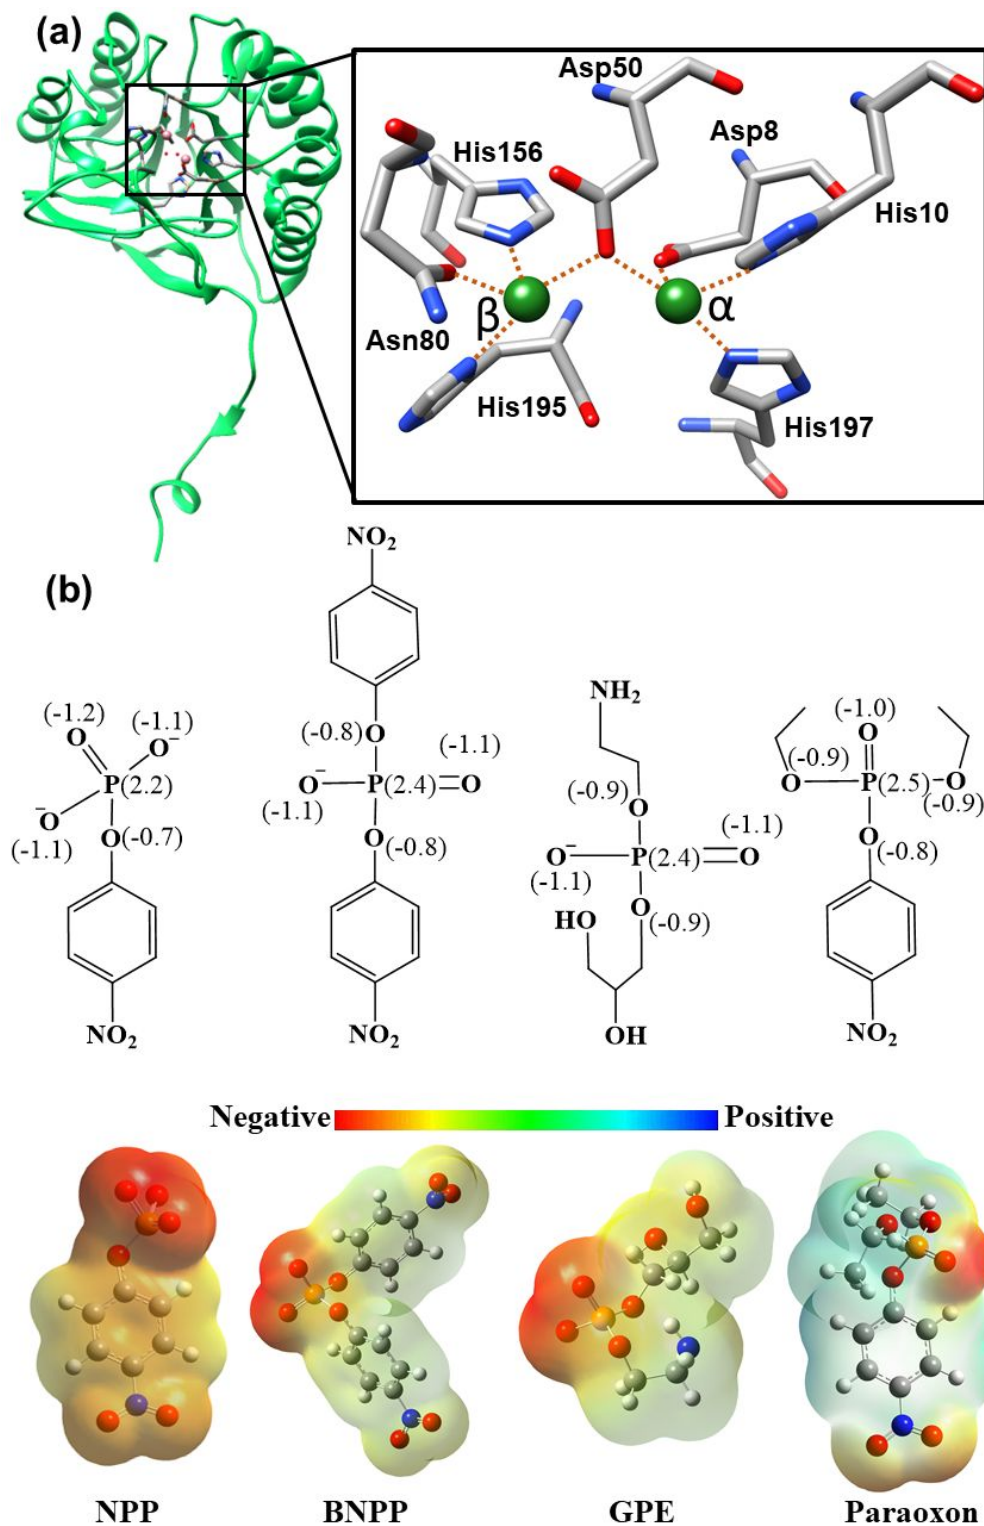 (a)
Asp50
His156
Asp8
His10
β
α
Asn80
His195
His197
(b)
NO₂
(-1.2)
(-1.1)
O
O⁻
P(2.2)
O⁻
(-1.1)
O(-0.7)
NO₂
(-0.8)
O
(-1.1)
O⁻
P(2.4)
O
(-1.1)
O
(-0.8)
NO₂
NH₂
(-0.9)
O
(-1.1)
O⁻
P(2.4)
O
(-1.1)
HO
O
(-0.9)
OH
(-1.0)
O
(-0.9)
O
P(2.5)
O
(-0.9)
O
(-0.8)
NO₂
Negative
Positive
NPP
BNPP
GPE
Paraoxon